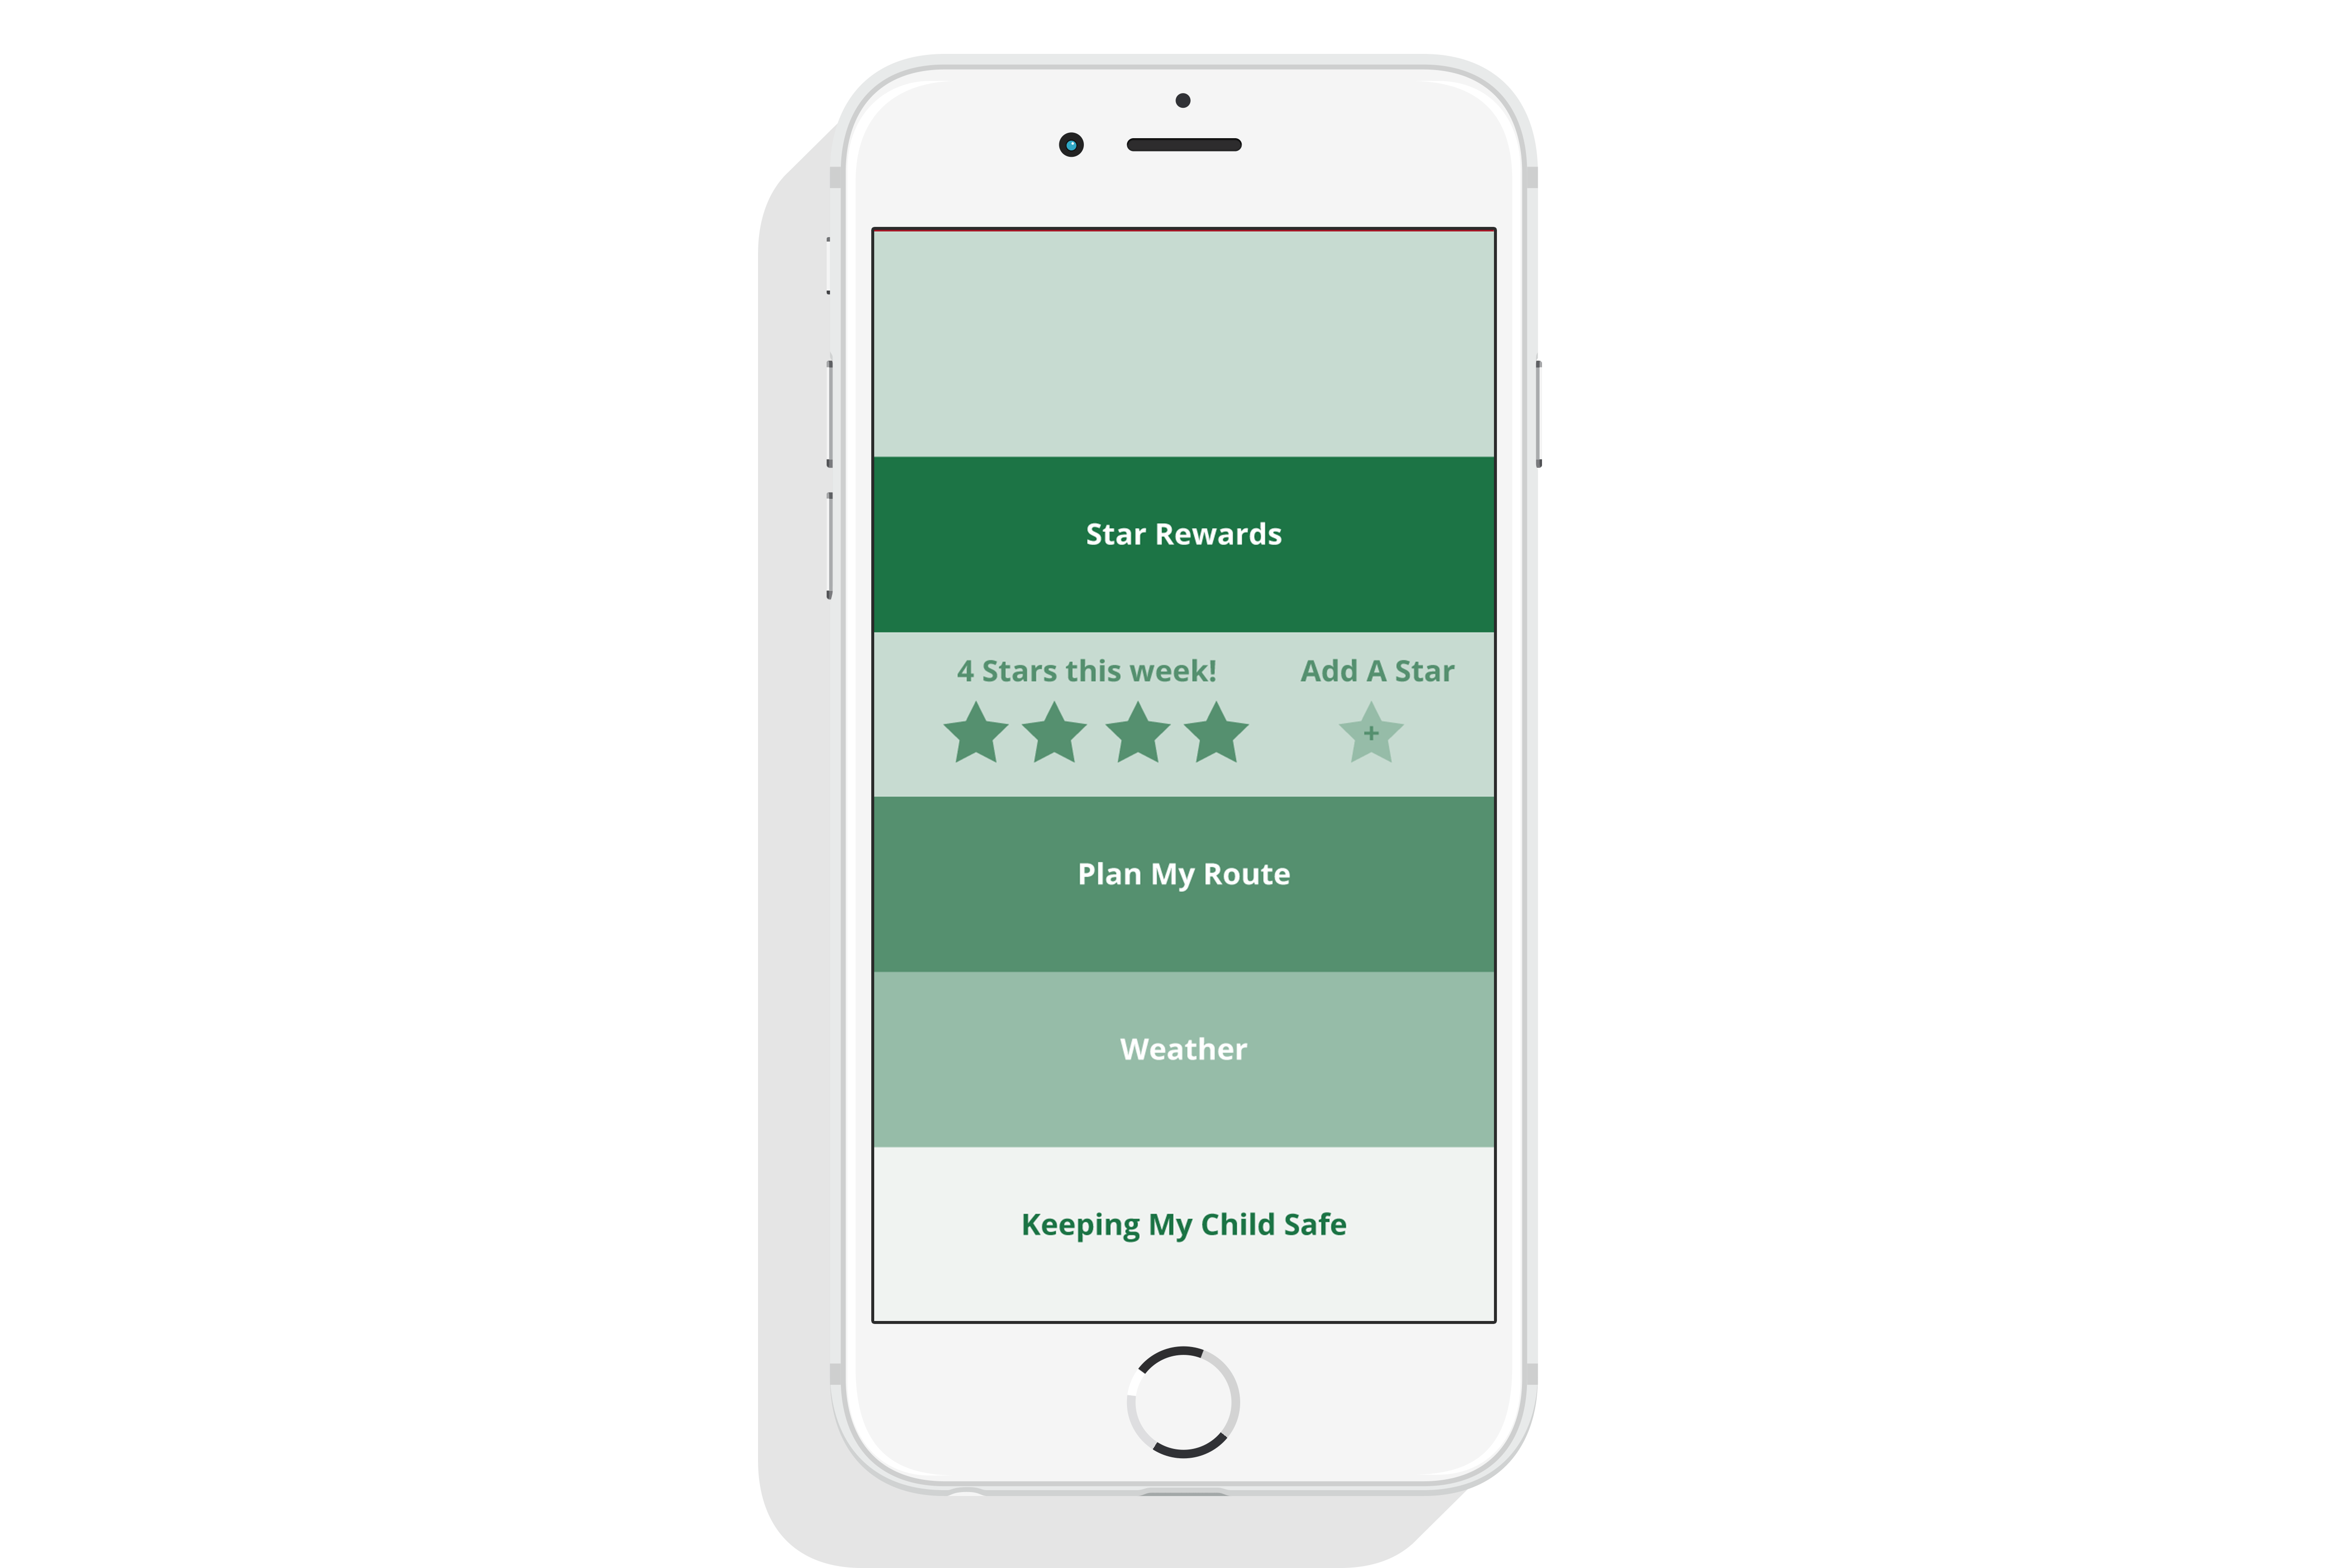 Star Rewards
4 Stars this week!
Add A Star
+
Plan My Route
Weather
Keeping My Child Safe